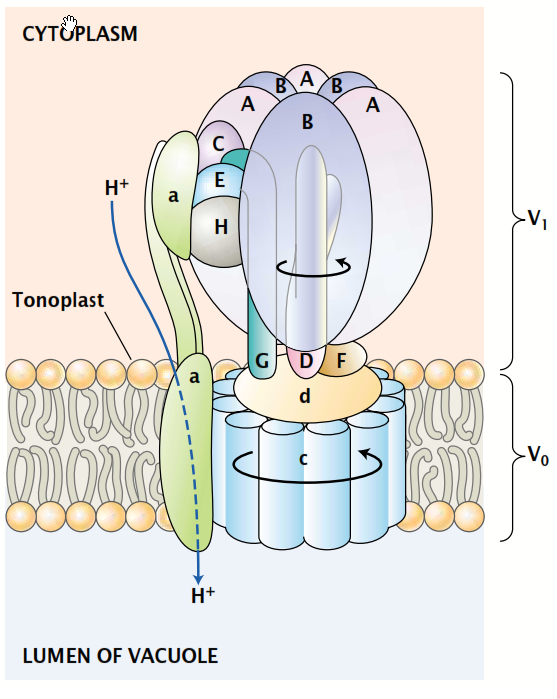 CYTOPLASM
A
B
B
A
A
B
C
E
H
a
H⁺
V₁
Tonoplast
G
D
F
a
d
c
V₀
H⁺
LUMEN OF VACUOLE